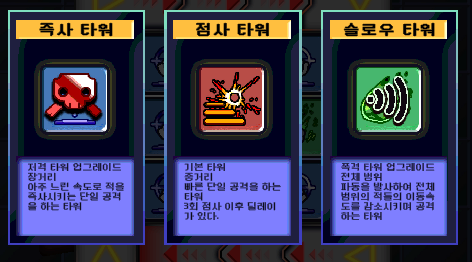 즉사 타워
저격 타워 업그레이드
장거리
아주 느린 속도로 적을
즉사시키는 단일 공격
을 하는 타워
점사 타워
기본 타워
중거리
빠른 단일 공격을 하는
타워
3회 점사 이후 딜레이
가 있다.
슬로우 타워
폭격 타워 업그레이드
전체 범위
파동을 발사하여 전체
범위의 적들의 이동속
도를 감소시키며 공격
하는 타워